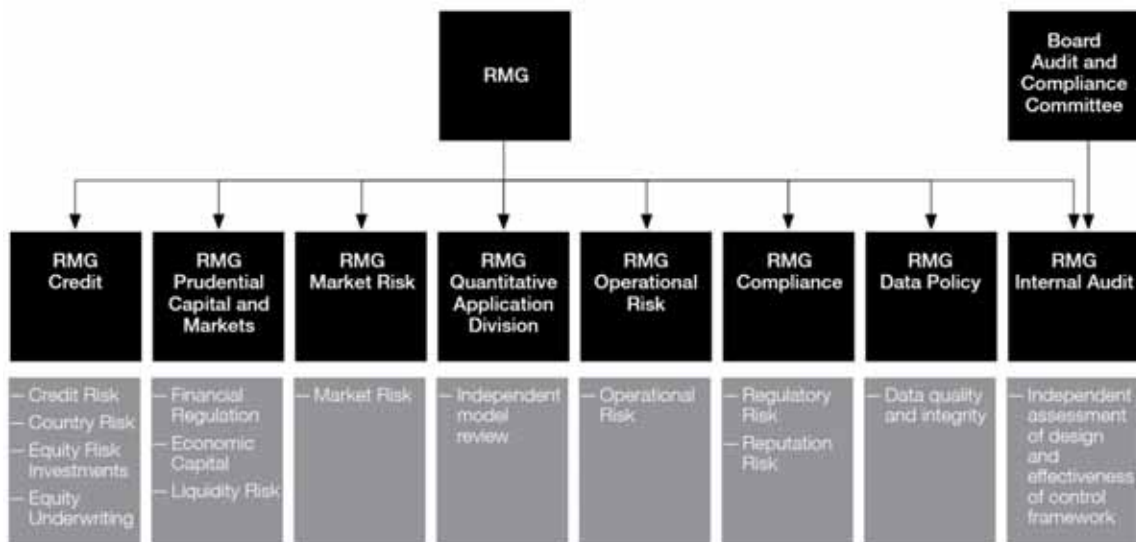 RMG
Board
Audit and
Compliance
Committee
RMG
Credit
RMG
Prudential
Capital and
Markets
RMG
Market Risk
RMG
Quantitative
Application
Division
RMG
Operational
Risk
RMG
Compliance
RMG
Data Policy
RMG
Internal Audit
– Credit Risk
– Country Risk
– Equity Risk
Investments
– Equity
Underwriting
– Financial
Regulation
– Economic
Capital
– Liquidity Risk
– Market Risk
– Independent
model
review
– Operational
Risk
– Regulatory
Risk
– Reputation
Risk
– Data quality
and integrity
– Independent
assessment
of design
and
effectiveness
of control
framework